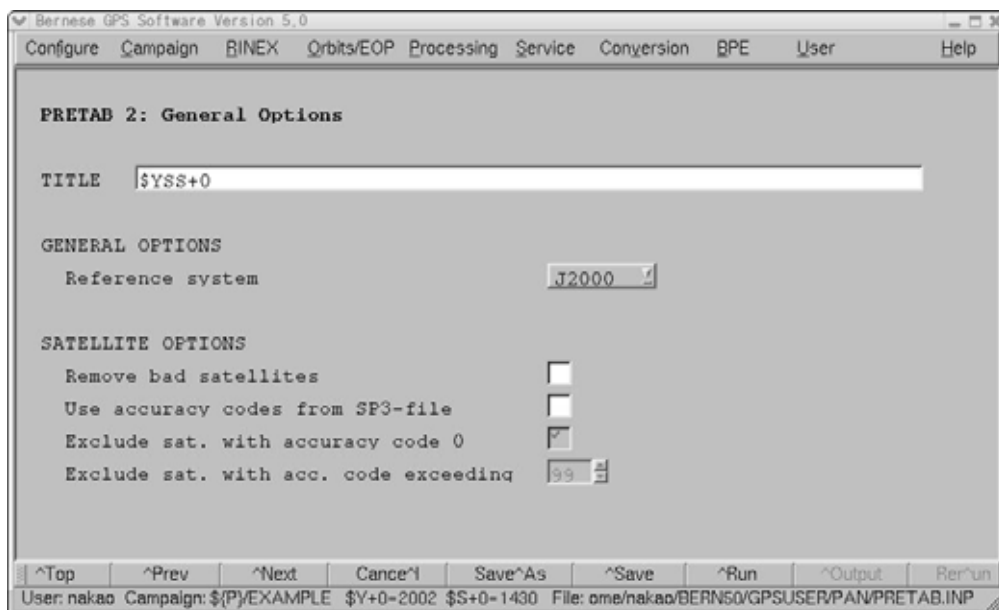 Bernese GPS Software Version 5.0
Configure Campaign RINEX Orbits/EOP Processing Service Conversion BPE User Help
PRETAB 2: General Options
TITLE $YSS+0
GENERAL OPTIONS
Reference system J2000
SATELLITE OPTIONS
Remove bad satellites
Use accuracy codes from SP3-file
Exclude sat. with accuracy code 0
Exclude sat. with acc. code exceeding 99
^Top ^Prev ^Next Cance^l Save^As ^Save ^Run ^Output Rer^un
User: nakao Campaign: ${P}/EXAMPLE $Y+0=2002 $S+0=1430 File: ome/nakao/BERN50/GPSUSER/PAN/PRETAB.INP